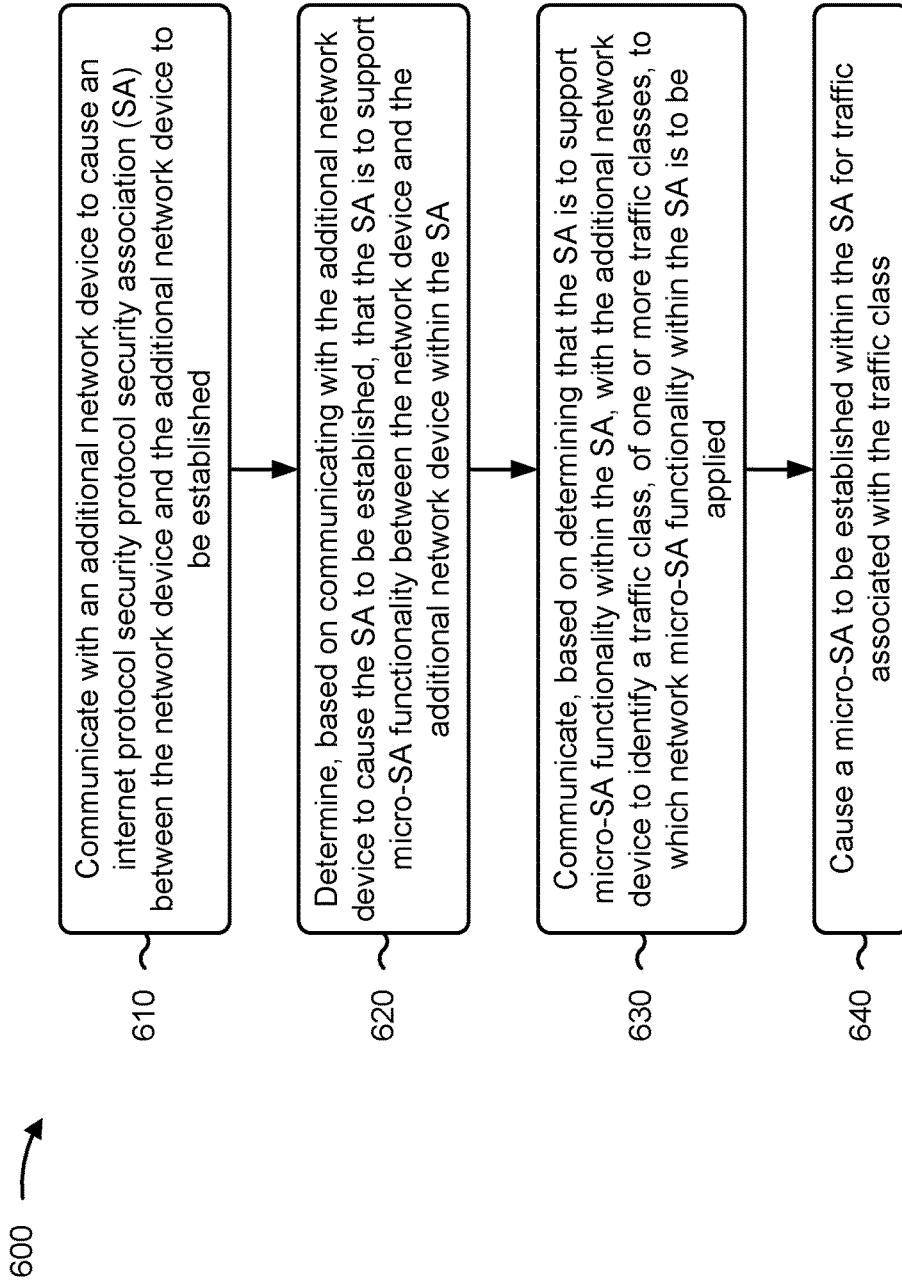 600
610
Communicate with an additional network device to cause an
internet protocol security protocol security association (SA)
between the network device and the additional network device to
be established
620
Determine, based on communicating with the additional network
device to cause the SA to be established, that the SA is to support
micro-SA functionality between the network device and the
additional network device within the SA
630
Communicate, based on determining that the SA is to support
micro-SA functionality within the SA, with the additional network
device to identify a traffic class, of one or more traffic classes, to
which network micro-SA functionality within the SA is to be
applied
640
Cause a micro-SA to be established within the SA for traffic
associated with the traffic class